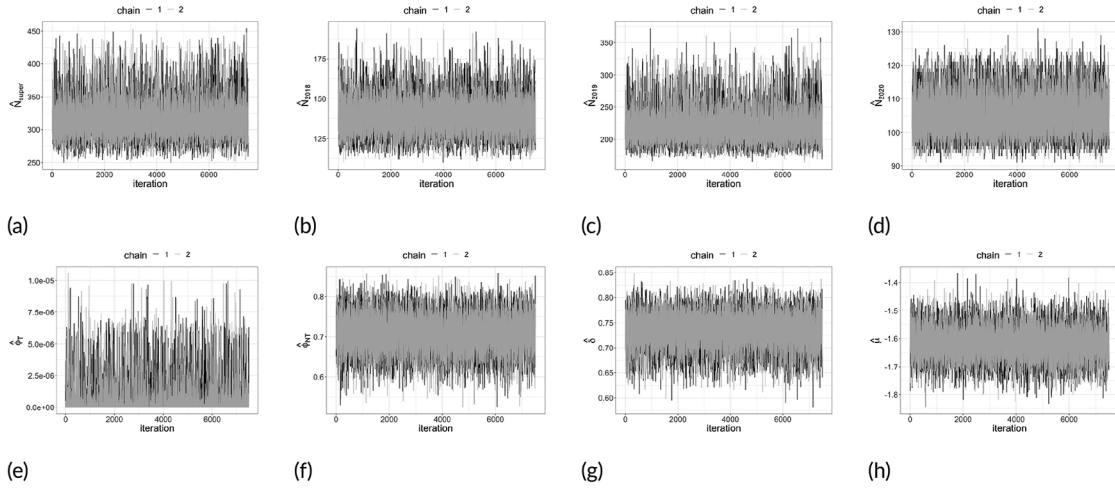 chain 1 2
chain 1 2
chain 1 2
chain 1 2
450
400
350
300
250
N̂super
0 2000 4000 6000
iteration
175
150
125
N̂2018
0 2000 4000 6000
iteration
350
300
250
200
N̂2019
0 2000 4000 6000
iteration
130
120
110
100
90
N̂2020
0 2000 4000 6000
iteration
(a)
(b)
(c)
(d)
chain 1 2
chain 1 2
chain 1 2
chain 1 2
1.0e-05
7.5e-06
5.0e-06
2.5e-06
0.0e+00
ϕ̂T
0 2000 4000 6000
iteration
0.8
0.7
0.6
ϕ̂NT
0 2000 4000 6000
iteration
0.85
0.80
0.75
0.70
0.65
0.60
δ̂
0 2000 4000 6000
iteration
-1.4
-1.5
-1.6
-1.7
-1.8
μ̂
0 2000 4000 6000
iteration
(e)
(f)
(g)
(h)